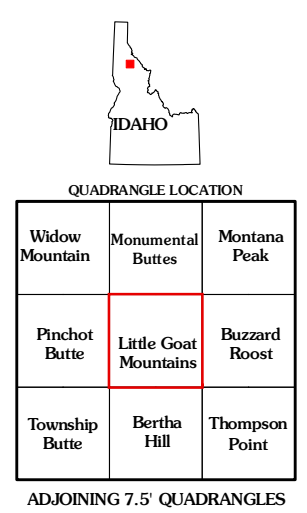 IDAHO
QUADRANGLE LOCATION
Widow
Mountain
Monumental
Buttes
Montana
Peak
Pinchot
Butte
Little Goat
Mountains
Buzzard
Roost
Township
Butte
Bertha
Hill
Thompson
Point
ADJOINING 7.5' QUADRANGLES